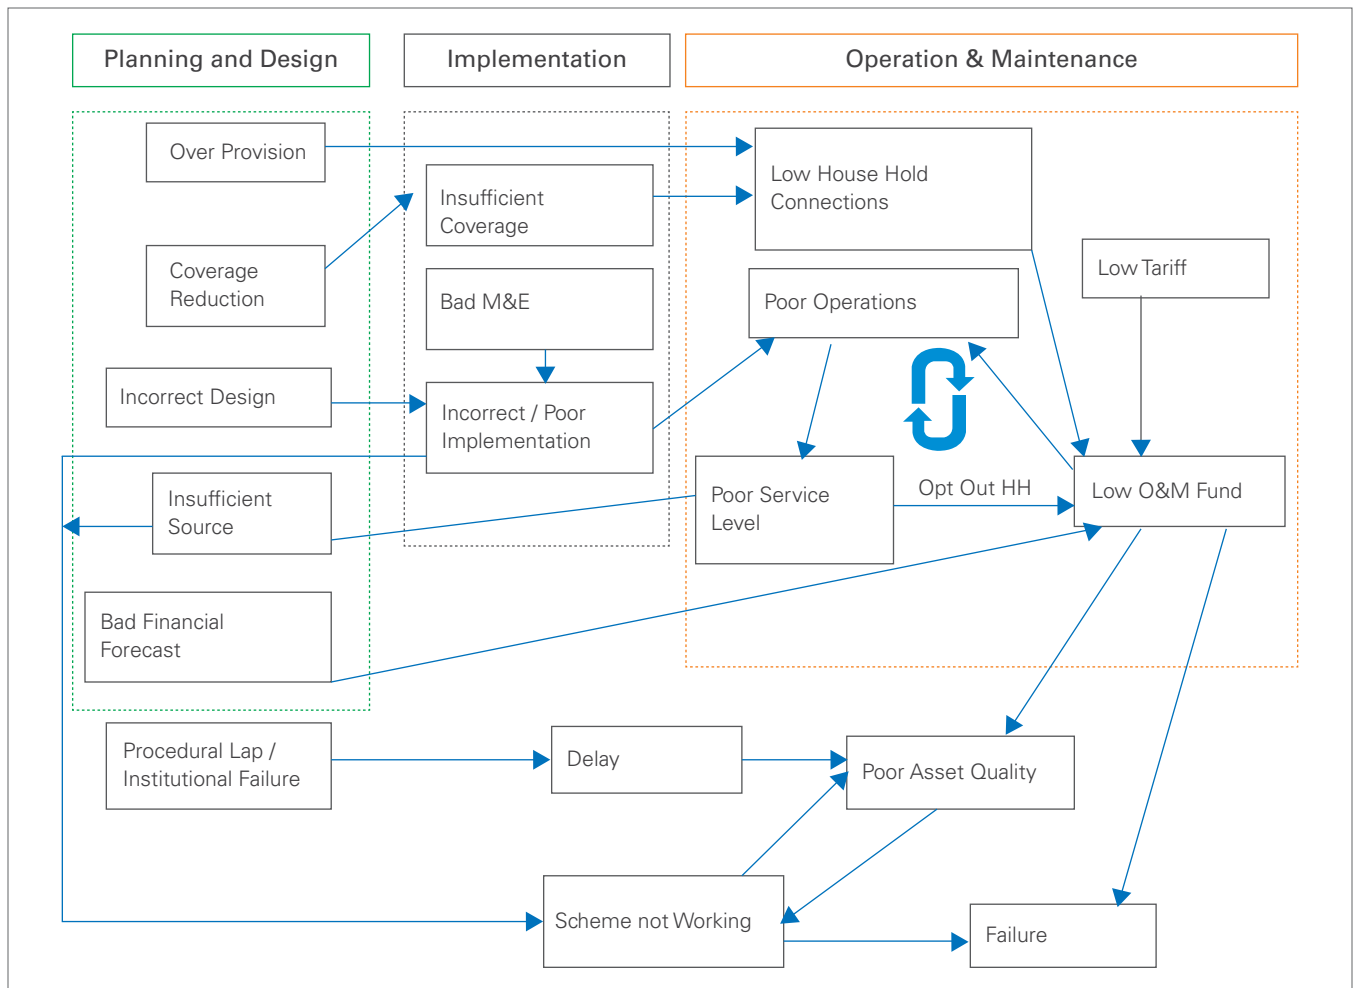 Planning and Design
Implementation
Operation & Maintenance
Over Provision
Coverage
Reduction
Incorrect Design
Insufficient
Source
Bad Financial
Forecast
Insufficient
Coverage
Bad M&E
Incorrect / Poor
Implementation
Low House Hold
Connections
Low Tariff
Poor Operations
Poor Service
Level
Opt Out HH
Low O&M Fund
Procedural Lap /
Institutional Failure
Delay
Poor Asset Quality
Scheme not Working
Failure